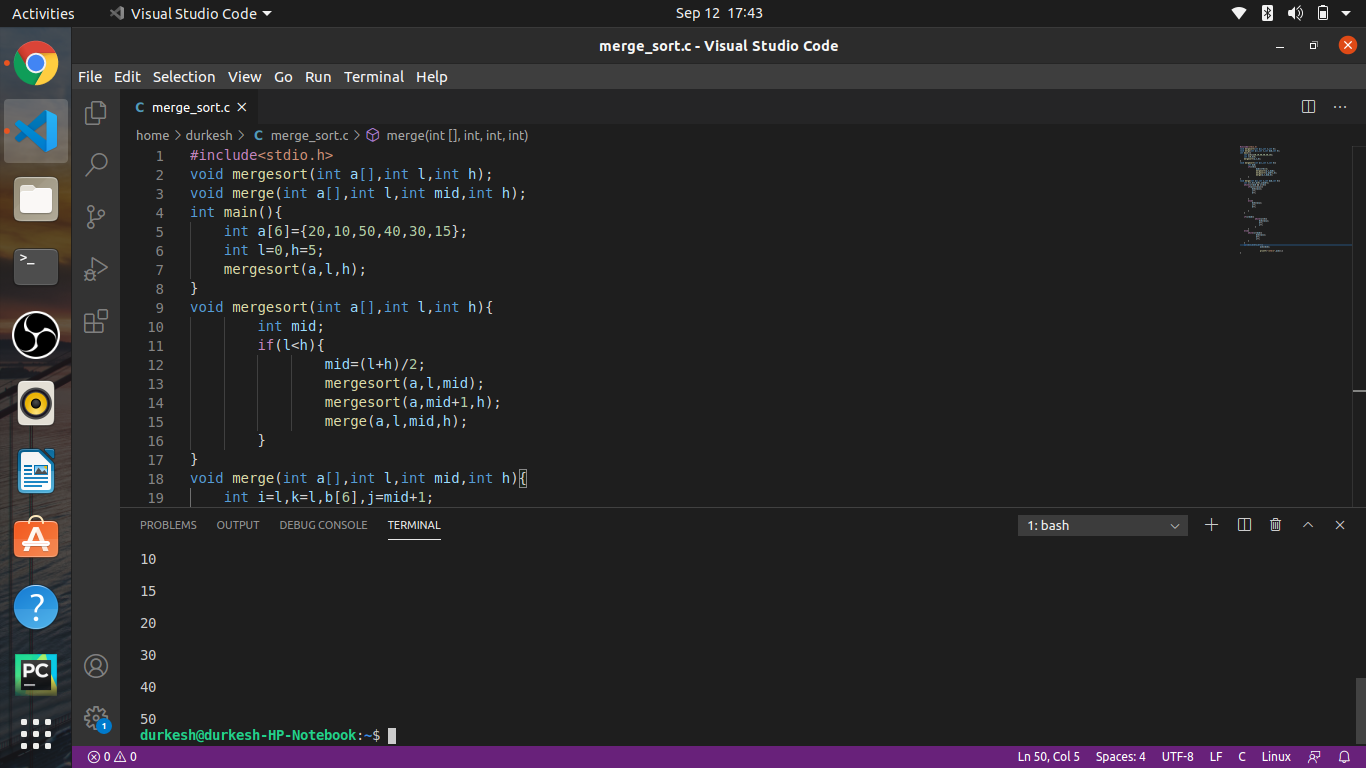 Activities Visual Studio Code Sep 12 17:43
merge_sort.c - Visual Studio Code
File Edit Selection View Go Run Terminal Help
C merge_sort.c
home > durkesh > C merge_sort.c > merge(int [], int, int, int)
1 #include<stdio.h>
2 void mergesort(int a[],int l,int h);
3 void merge(int a[],int l,int mid,int h);
4 int main(){
5     int a[6]={20,10,50,40,30,15};
6     int l=0,h=5;
7     mergesort(a,l,h);
8 }
9 void mergesort(int a[],int l,int h){
10         int mid;
11         if(l<h){
12                 mid=(l+h)/2;
13                 mergesort(a,l,mid);
14                 mergesort(a,mid+1,h);
15                 merge(a,l,mid,h);
16         }
17 }
18 void merge(int a[],int l,int mid,int h){
19     int i=l,k=l,b[6],j=mid+1;
PROBLEMS OUTPUT DEBUG CONSOLE TERMINAL 1: bash
10
15
20
30
40
50
durkesh@durkesh-HP-Notebook:~$
>_
?
PC
1
0 0 Ln 50, Col 5 Spaces: 4 UTF-8 LF C Linux